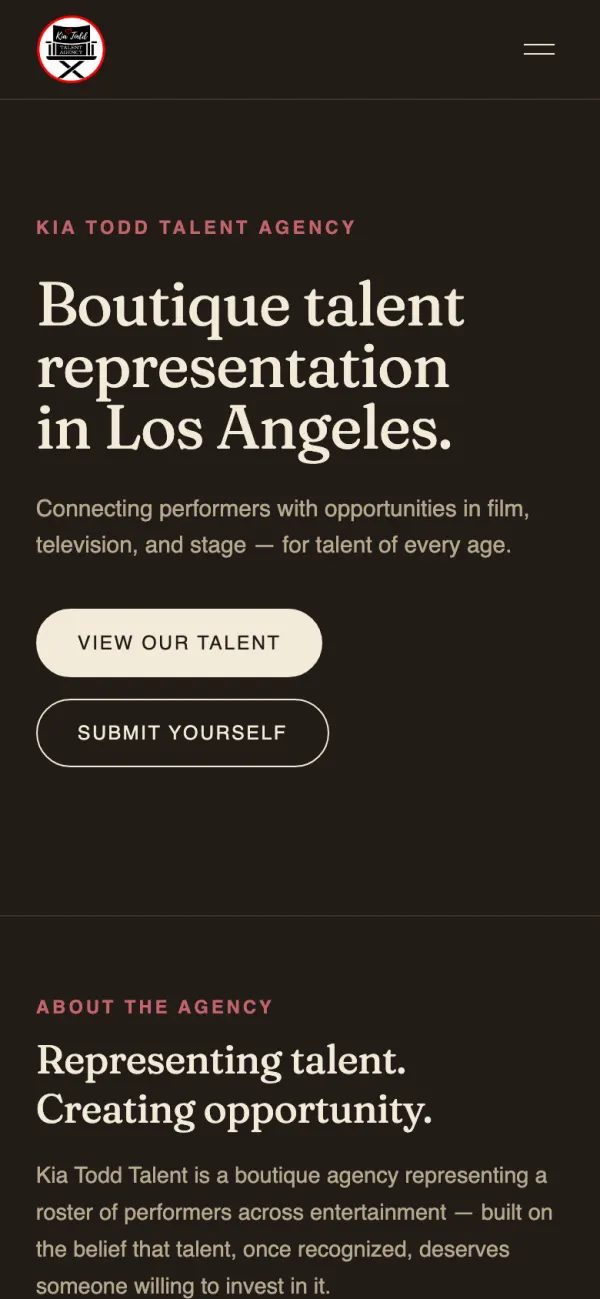 Kia Todd
TALENT
AGENCY
KIA TODD TALENT AGENCY
Boutique talent
representation
in Los Angeles.
Connecting performers with opportunities in film,
television, and stage — for talent of every age.
VIEW OUR TALENT
SUBMIT YOURSELF
ABOUT THE AGENCY
Representing talent.
Creating opportunity.
Kia Todd Talent is a boutique agency representing a
roster of performers across entertainment — built on
the belief that talent, once recognized, deserves
someone willing to invest in it.